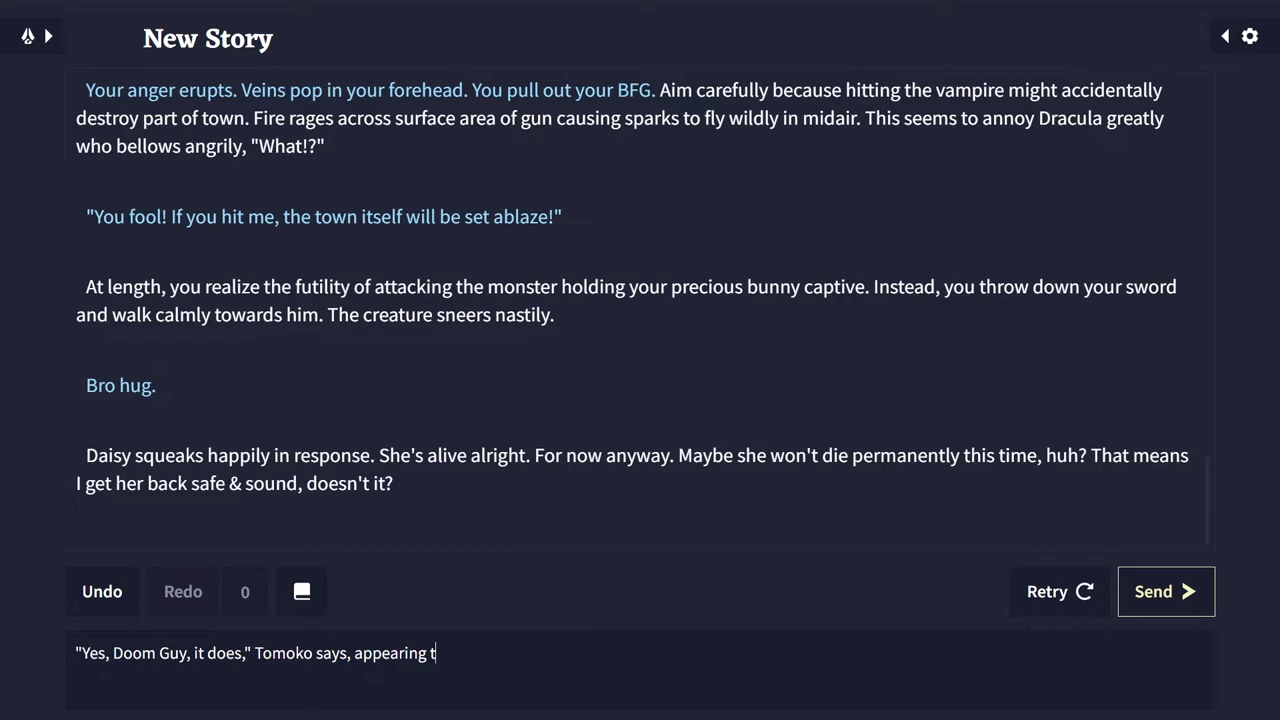 New Story
Your anger erupts. Veins pop in your forehead. You pull out your BFG. Aim carefully because hitting the vampire might accidentally
destroy part of town. Fire rages across surface area of gun causing sparks to fly wildly in midair. This seems to annoy Dracula greatly
who bellows angrily, "What!?"
"You fool! If you hit me, the town itself will be set ablaze!"
At length, you realize the futility of attacking the monster holding your precious bunny captive. Instead, you throw down your sword
and walk calmly towards him. The creature sneers nastily.
Bro hug.
Daisy squeaks happily in response. She's alive alright. For now anyway. Maybe she won't die permanently this time, huh? That means
I get her back safe & sound, doesn't it?
Undo Redo 0 Retry Send
"Yes, Doom Guy, it does," Tomoko says, appearing t